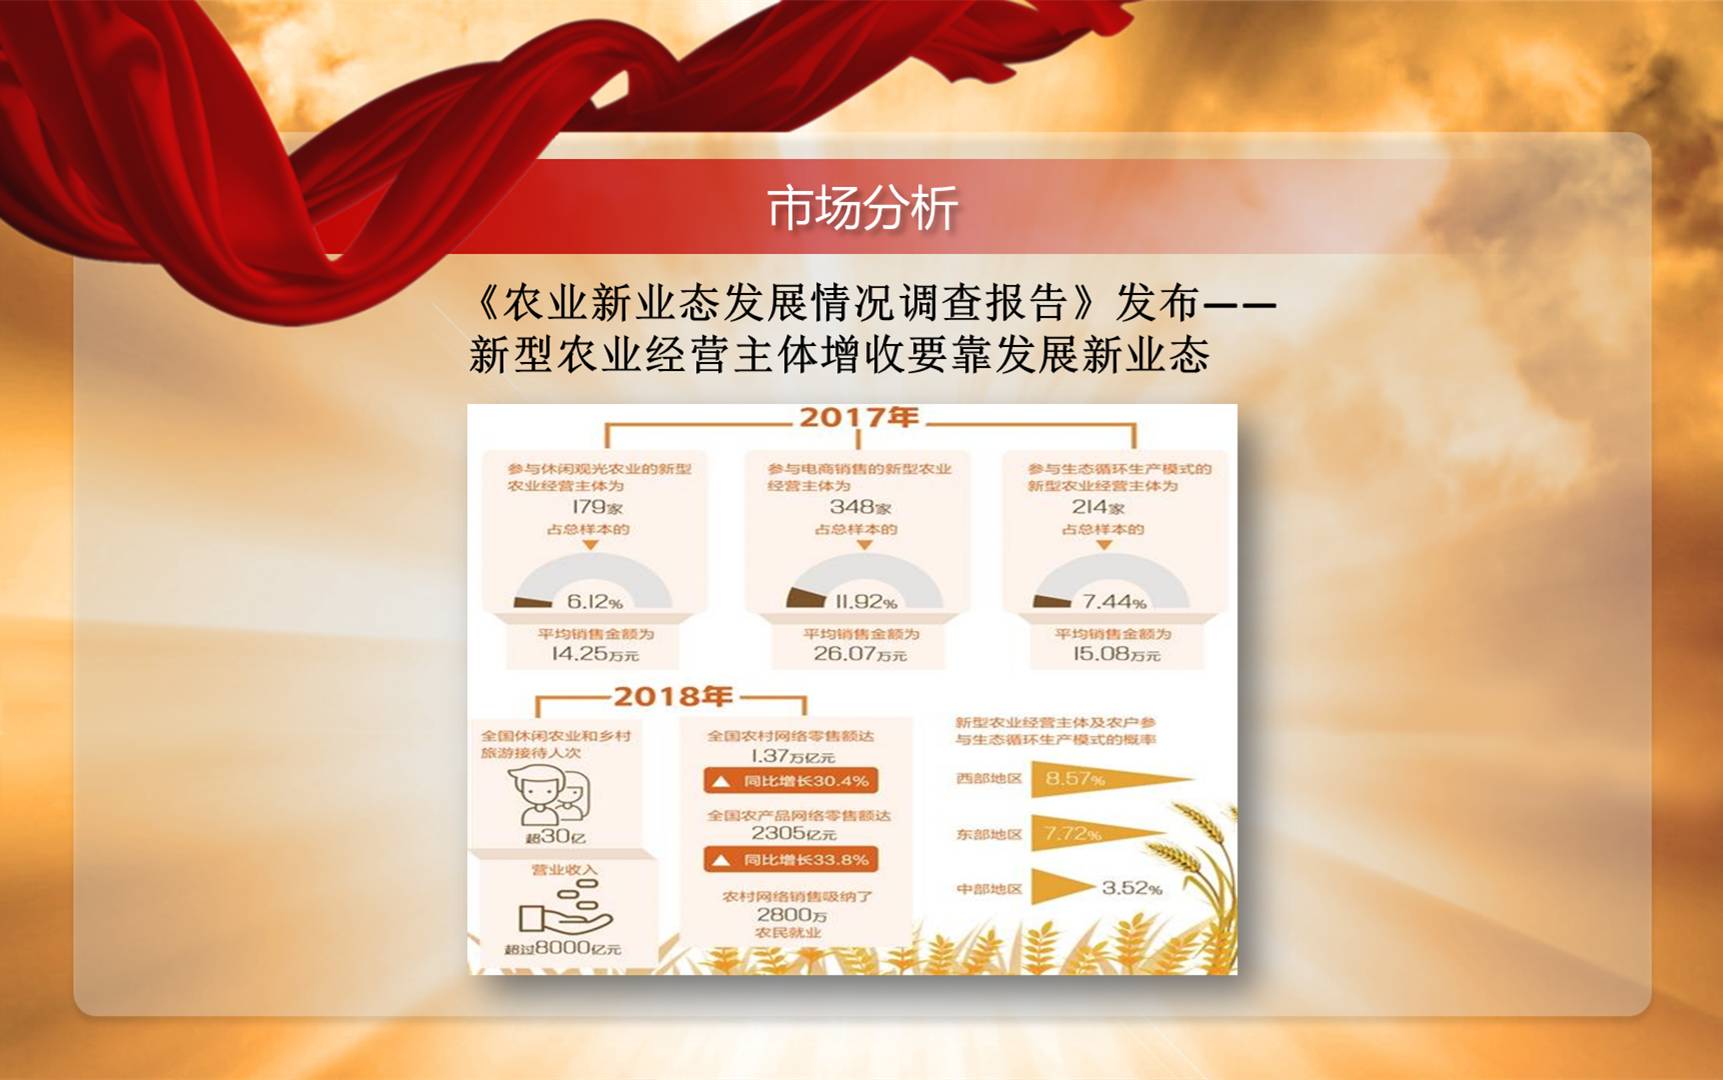 市场分析
《农业新业态发展情况调查报告》发布——
新型农业经营主体增收要靠发展新业态
2017年
参与休闲观光农业的新型
农业经营主体为
179家
占总样本的
6.12%
平均销售金额为
14.25万元
参与电商销售的新型农业
经营主体为
348家
占总样本的
11.92%
平均销售金额为
26.07万元
参与生态循环生产模式的
新型农业经营主体为
214家
占总样本的
7.44%
平均销售金额为
15.08万元
2018年
全国休闲农业和乡村
旅游接待人次
超30亿
营业收入
超过8000亿元
全国农村网络零售额达
1.37万亿元
▲ 同比增长30.4%
全国农产品网络零售额达
2305亿元
▲ 同比增长33.8%
农村网络销售吸纳了
2800万
农民就业
新型农业经营主体及农户参
与生态循环生产模式的概率
西部地区 8.57%
东部地区 7.72%
中部地区 3.52%